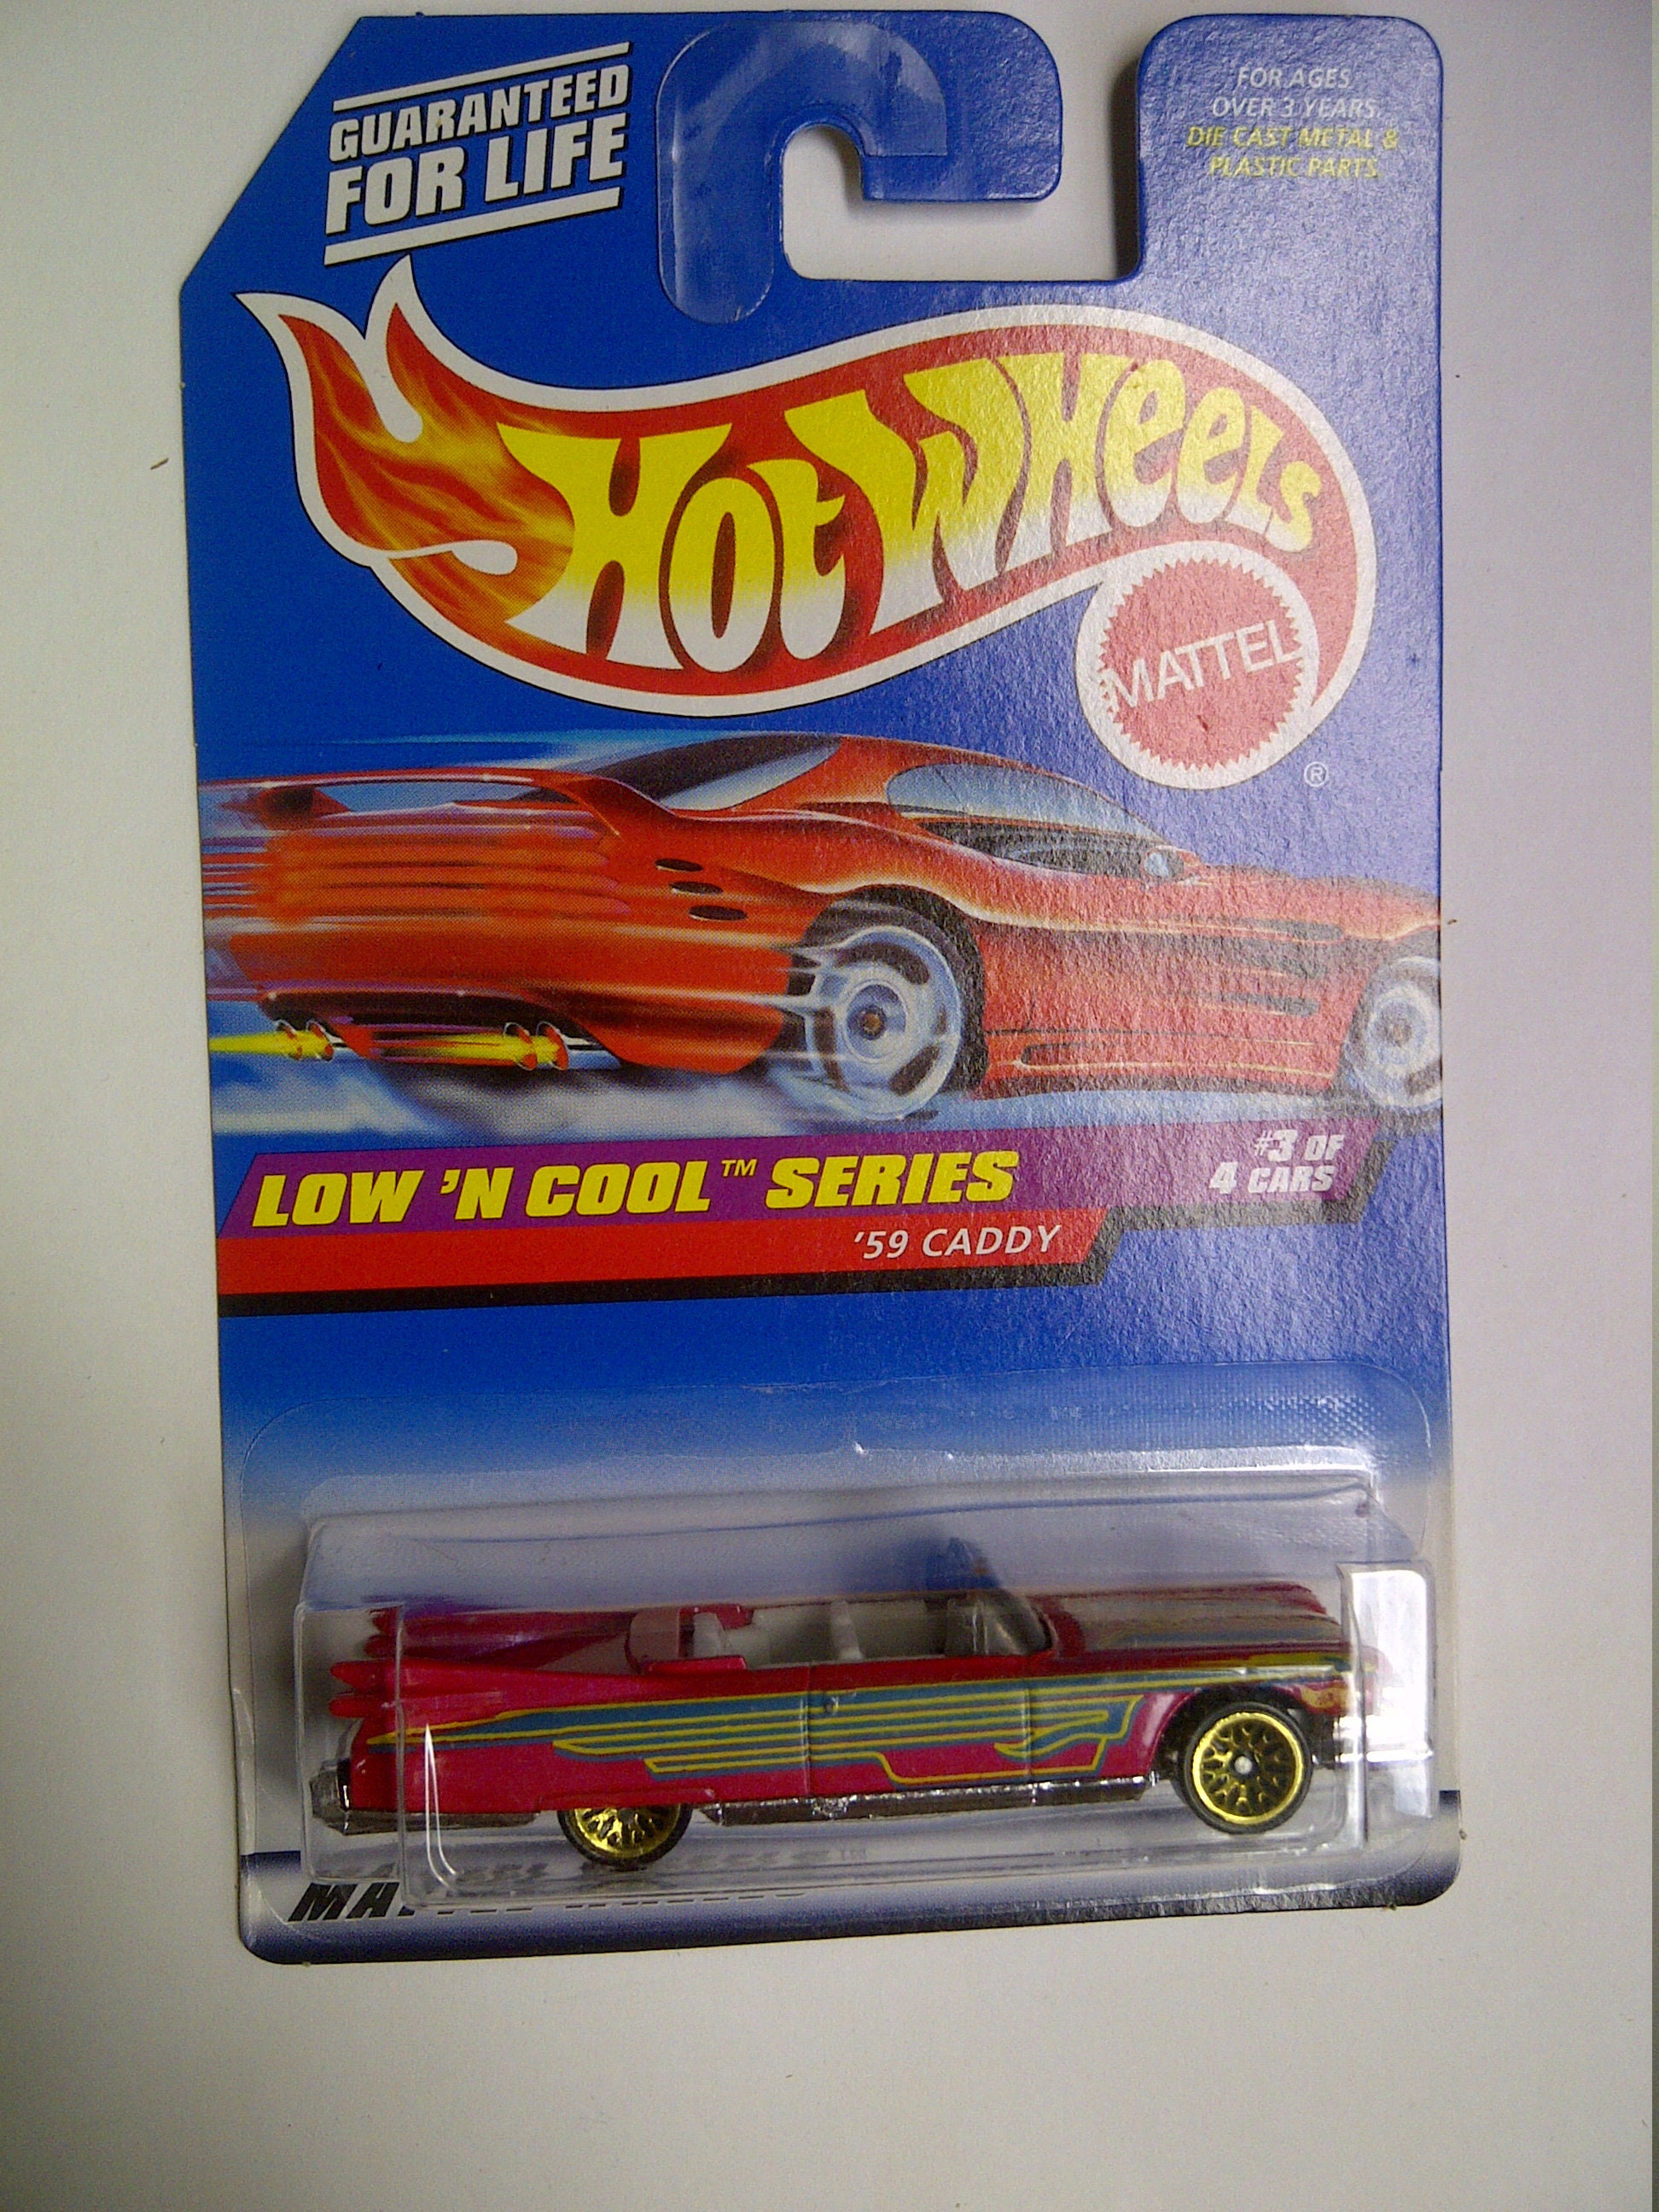 GUARANTEED
FOR LIFE
FOR AGES
OVER 3 YEARS.
DIE CAST METAL &
PLASTIC PARTS
Hot Wheels
MATTEL
®
LOW 'N COOL™ SERIES
#3 OF
4 CARS
'59 CADDY